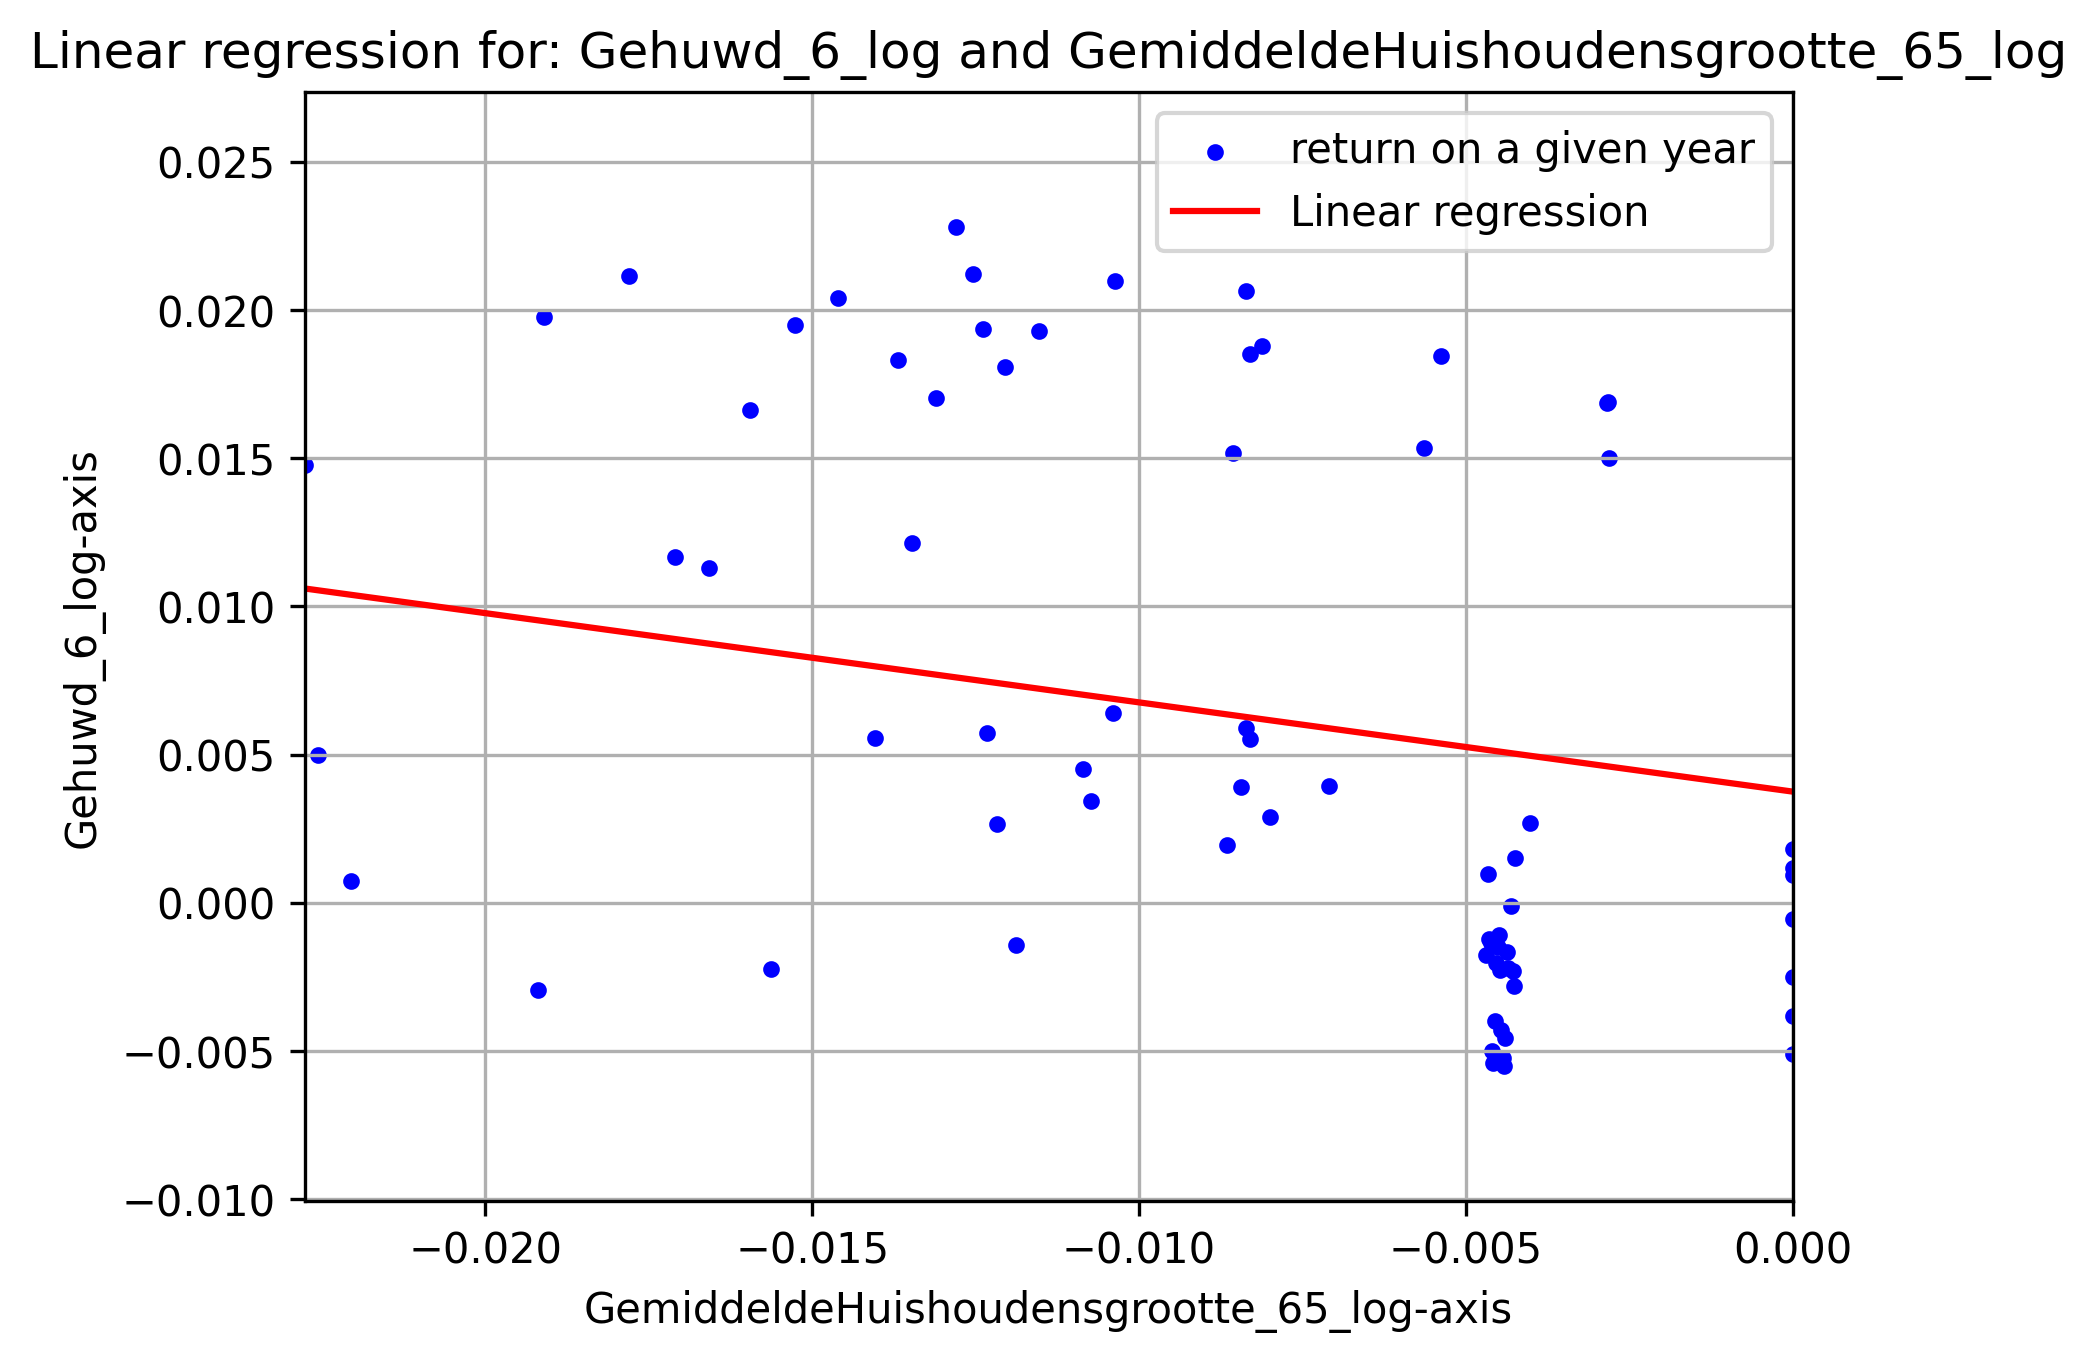 Linear regression for: Gehuwd_6_log and GemiddeldeHuishoudensgrootte_65_log
return on a given year
Linear regression
0.025
0.020
0.015
0.010
0.005
0.000
−0.005
−0.010
Gehuwd_6_log-axis
−0.020 −0.015 −0.010 −0.005 0.000
GemiddeldeHuishoudensgrootte_65_log-axis